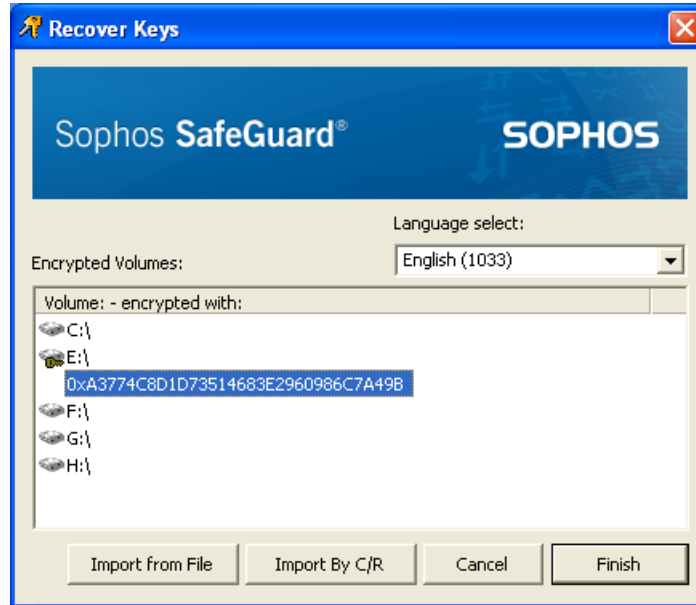 Recover Keys
Sophos SafeGuard®
SOPHOS
Language select:
English (1033)
Encrypted Volumes:
Volume: - encrypted with:
C:\
E:\
0xA3774C8D1D73514683E2960986C7A49B
F:\
G:\
H:\
Import from File
Import By C/R
Cancel
Finish